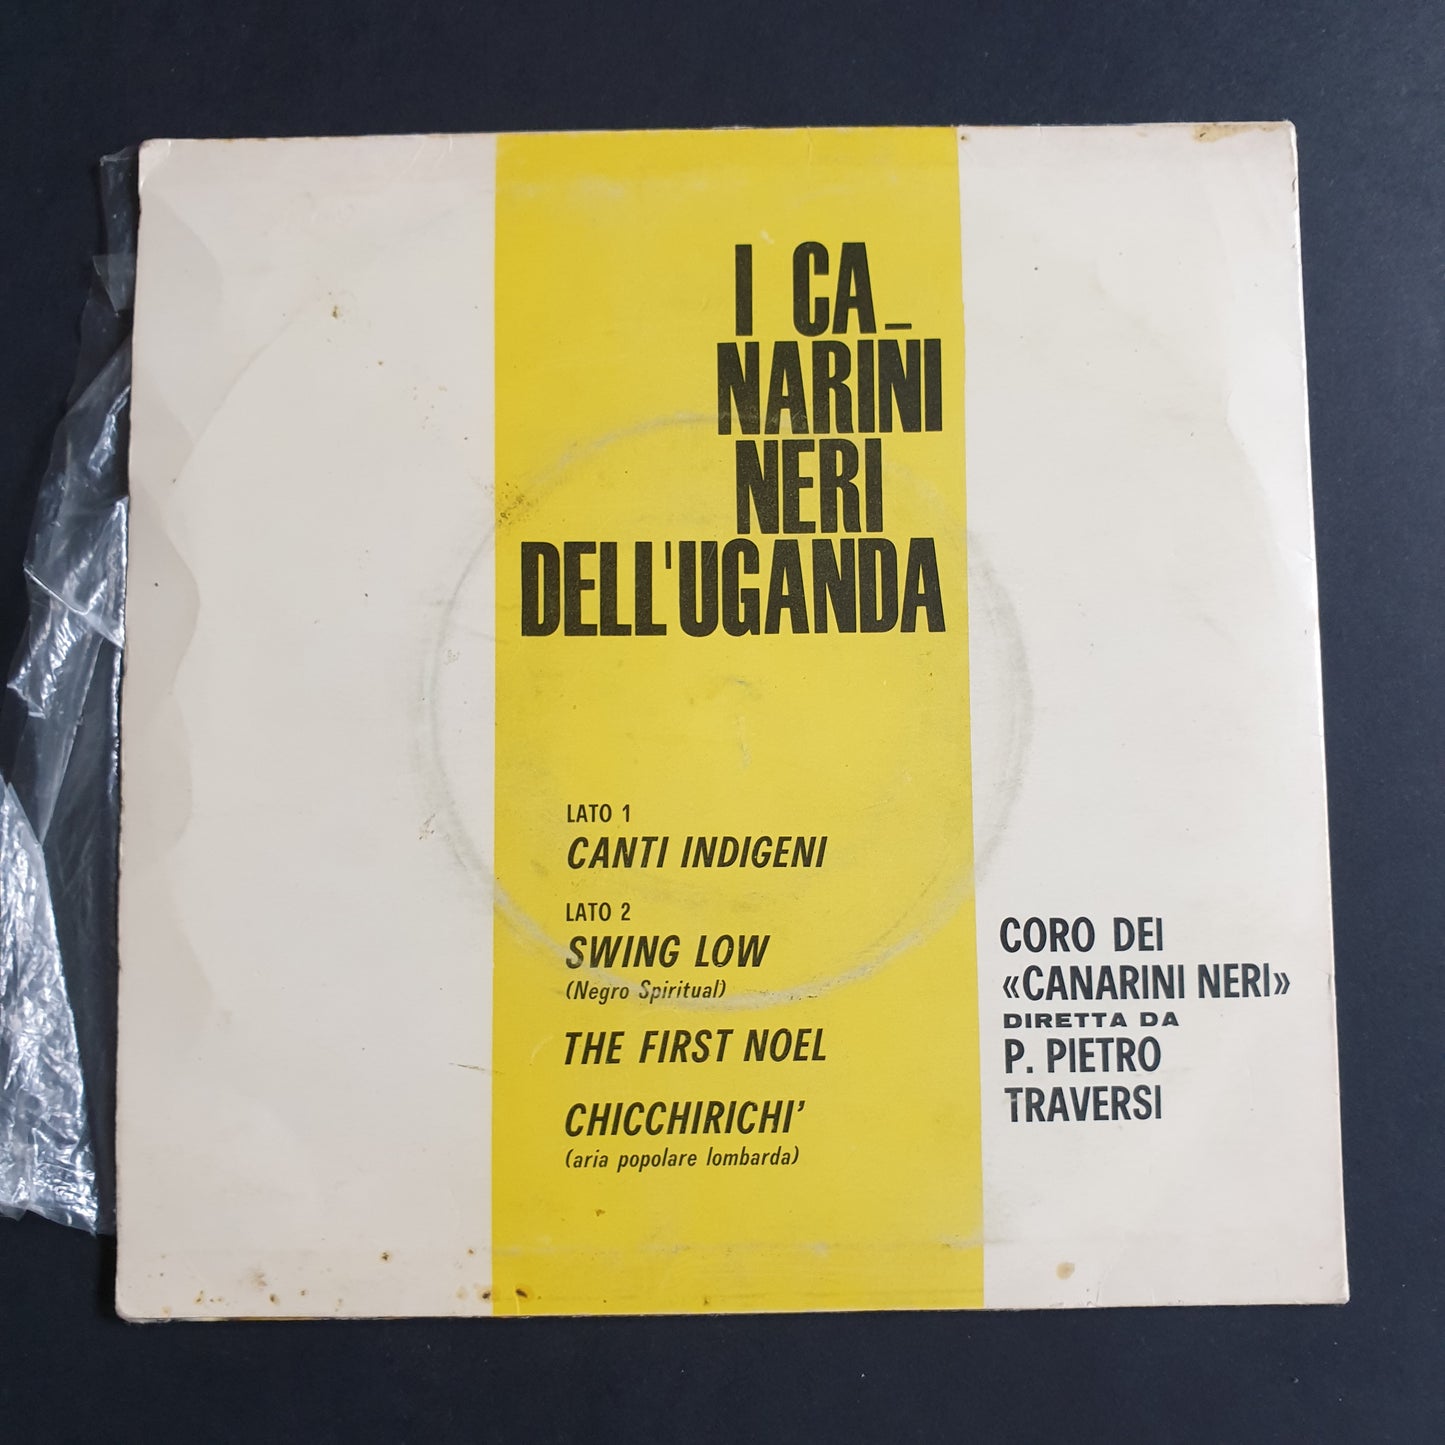 I CA_
NARINI
NERI
DELL'UGANDA
LATO 1
CANTI INDIGENI
LATO 2
SWING LOW
(Negro Spiritual)
THE FIRST NOEL
CHICCHIRICHI'
(aria popolare lombarda)
CORO DEI
«CANARINI NERI»
DIRETTA DA
P. PIETRO
TRAVERSI